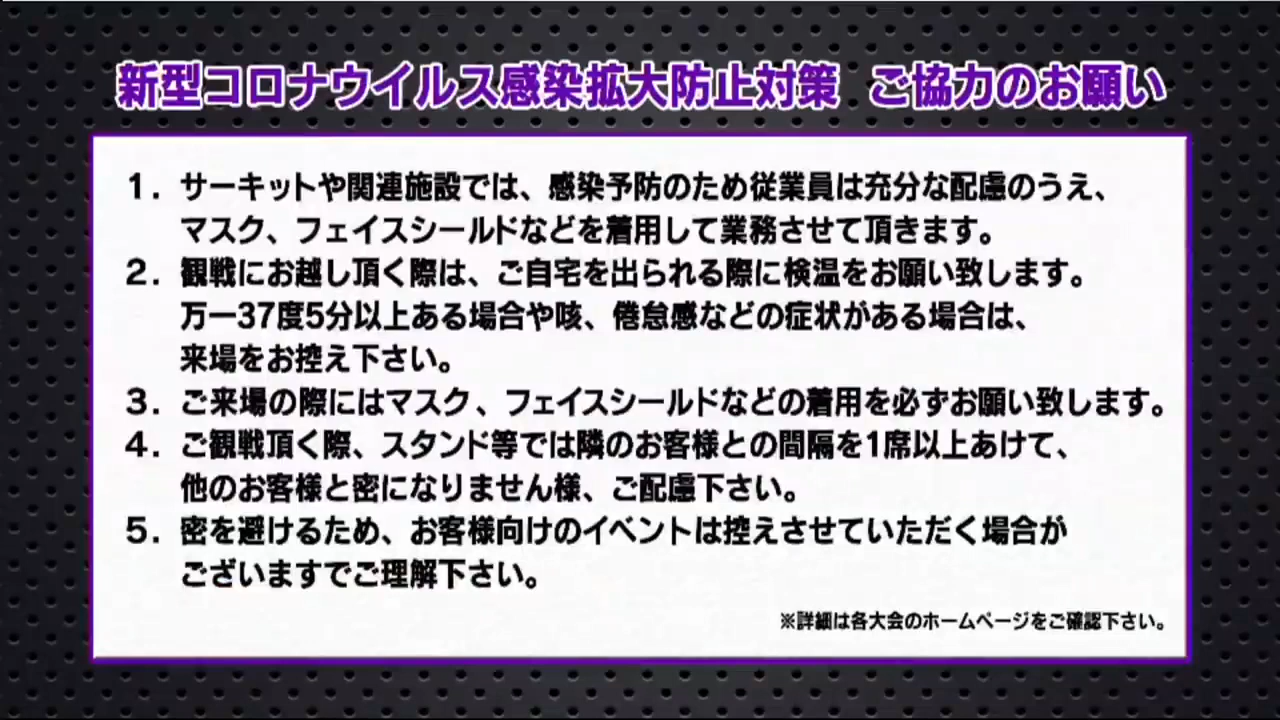 新型コロナウイルス感染拡大防止対策 ご協力のお願い
1. サーキットや関連施設では、感染予防のため従業員は充分な配慮のうえ、
マスク、フェイスシールドなどを着用して業務させて頂きます。
2. 観戦にお越し頂く際は、ご自宅を出られる際に検温をお願い致します。
万一37度5分以上ある場合や咳、倦怠感などの症状がある場合は、
来場をお控え下さい。
3. ご来場の際にはマスク、フェイスシールドなどの着用を必ずお願い致します。
4. ご観戦頂く際、スタンド等では隣のお客様との間隔を1席以上あけて、
他のお客様と密になりません様、ご配慮下さい。
5. 密を避けるため、お客様向けのイベントは控えさせていただく場合が
ございますでご理解下さい。
※詳細は各大会のホームページをご確認下さい。